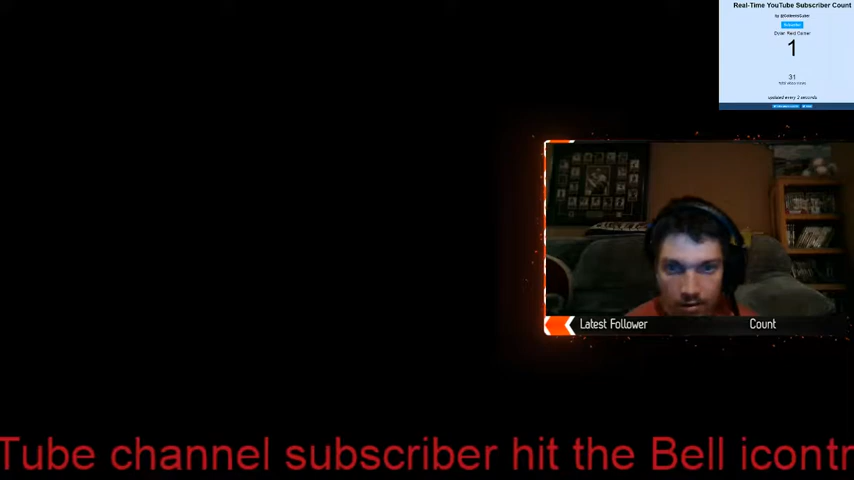 Real-Time YouTube Subscriber Count
1
31
updated every 2 seconds
Latest Follower
Count
Tube channel subscriber hit the Bell icontr